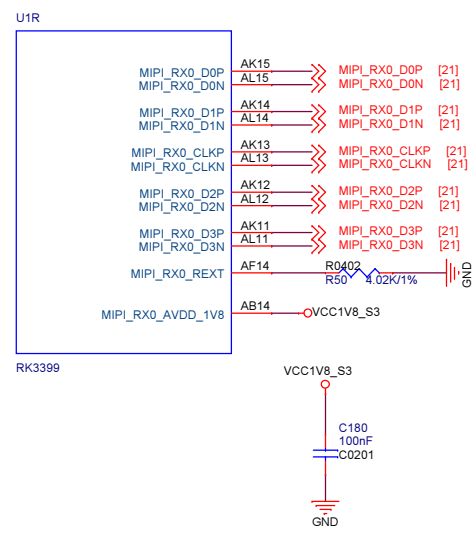 U1R
MIPI_RX0_D0P AK15 MIPI_RX0_D0P [21]
MIPI_RX0_D0N AL15 MIPI_RX0_D0N [21]
MIPI_RX0_D1P AK14 MIPI_RX0_D1P [21]
MIPI_RX0_D1N AL14 MIPI_RX0_D1N [21]
MIPI_RX0_CLKP AK13 MIPI_RX0_CLKP [21]
MIPI_RX0_CLKN AL13 MIPI_RX0_CLKN [21]
MIPI_RX0_D2P AK12 MIPI_RX0_D2P [21]
MIPI_RX0_D2N AL12 MIPI_RX0_D2N [21]
MIPI_RX0_D3P AK11 MIPI_RX0_D3P [21]
MIPI_RX0_D3N AL11 MIPI_RX0_D3N [21]
MIPI_RX0_REXT AF14 R0402 GND
R50 4.02K/1%
MIPI_RX0_AVDD_1V8 AB14 VCC1V8_S3
RK3399
VCC1V8_S3
C180
100nF
C0201
GND